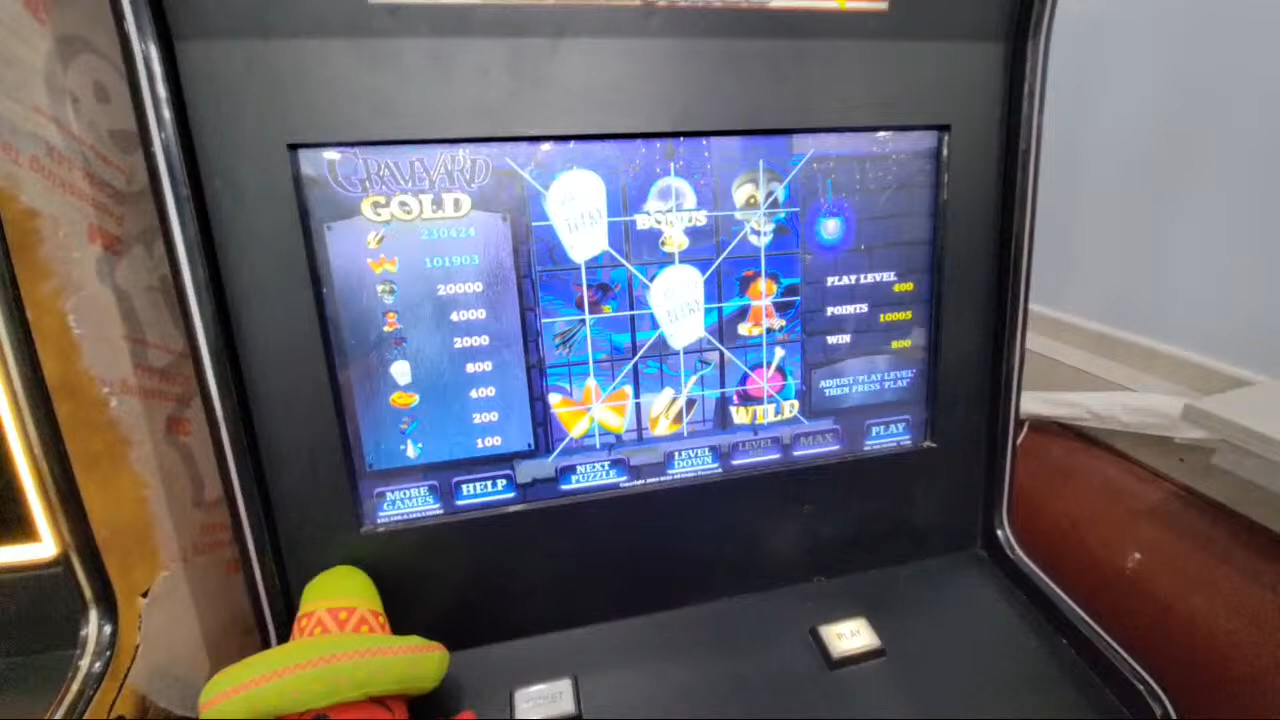 GRAVEYARD
GOLD
230424
101903
20000
4000
2000
800
400
200
100
BONUS
WILD
PLAY LEVEL
400
POINTS
10005
WIN
800
ADJUST 'PLAY LEVEL'
THEN PRESS 'PLAY'
MORE
GAMES
HELP
NEXT
PUZZLE
LEVEL
DOWN
LEVEL
MAX
PLAY
PLAY